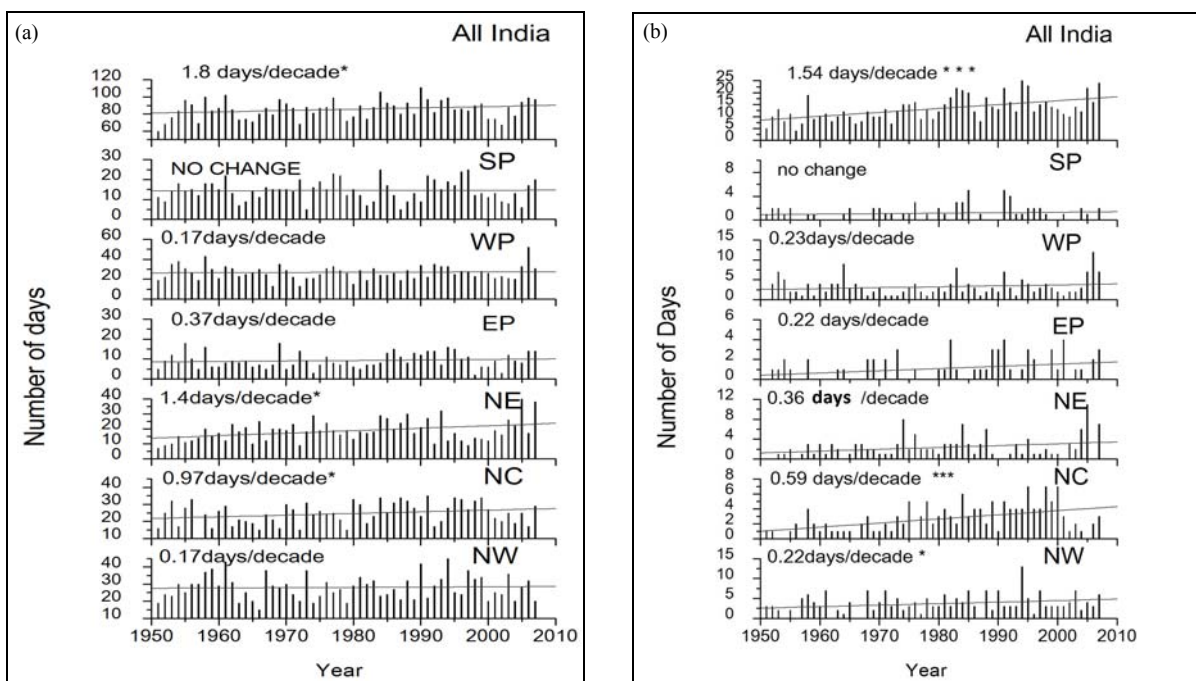 (a)
All India
1.8 days/decade*
120
100
80
60
NO CHANGE
SP
30
20
10
0
0.17days/decade
WP
60
40
20
0
0.37days/decade
EP
30
20
10
0
1.4days/decade*
NE
40
30
20
10
0
0.97days/decade*
NC
40
30
20
10
0
0.17days/decade
NW
40
30
20
10
1950 1960 1970 1980 1990 2000 2010
Year
Number of days
(b)
All India
1.54 days/decade * * *
25
20
15
10
5
0
no change
SP
8
6
4
2
0
0.23days/decade
WP
15
10
5
0
0.22 days/decade
EP
6
4
2
0
0.36 days /decade
NE
12
8
4
0
0.59 days/decade ***
NC
8
6
4
2
0
0.22days/decade *
NW
15
10
5
0
1950 1960 1970 1980 1990 2000 2010
Year
Number of Days